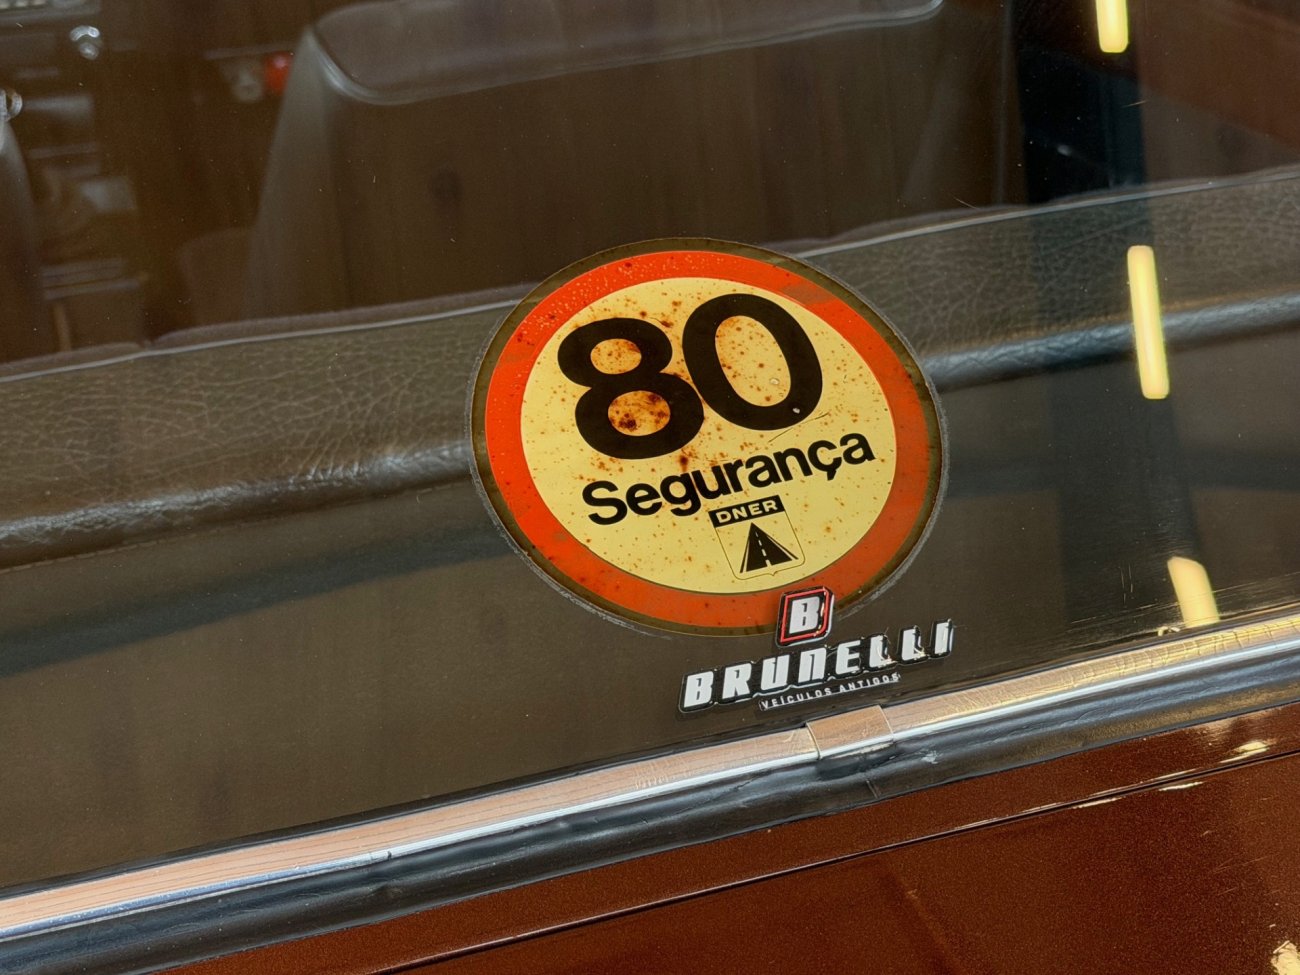 80
Segurança
DNER
B
BRUNELLI
VEÍCULOS ANTIGOS